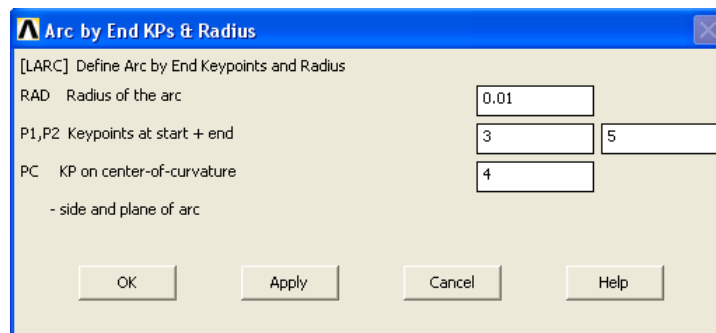 Arc by End KPs & Radius
[LARC] Define Arc by End Keypoints and Radius
RAD Radius of the arc 0.01
P1,P2 Keypoints at start + end 3 5
PC KP on center-of-curvature 4
- side and plane of arc
OK Apply Cancel Help